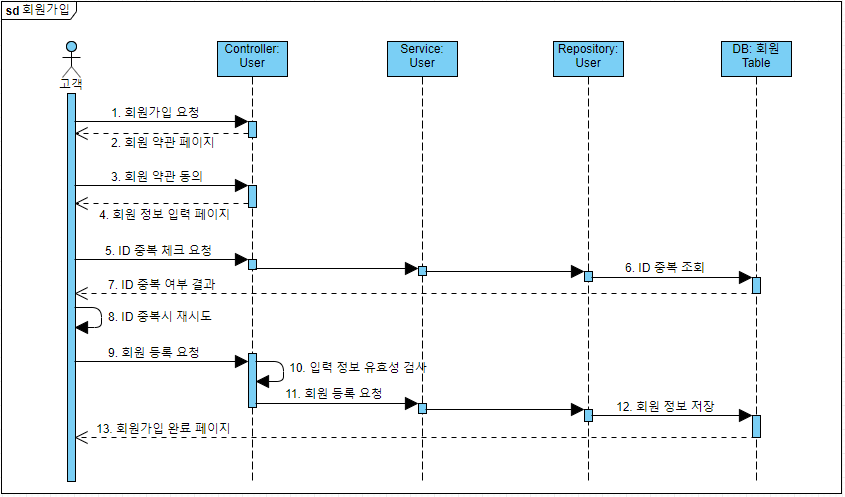 sd 회원가입
고객
Controller:
User
Service:
User
Repository:
User
DB: 회원
Table
1. 회원가입 요청
2. 회원 약관 페이지
3. 회원 약관 동의
4. 회원 정보 입력 페이지
5. ID 중복 체크 요청
6. ID 중복 조회
7. ID 중복 여부 결과
8. ID 중복시 재시도
9. 회원 등록 요청
10. 입력 정보 유효성 검사
11. 회원 등록 요청
12. 회원 정보 저장
13. 회원가입 완료 페이지